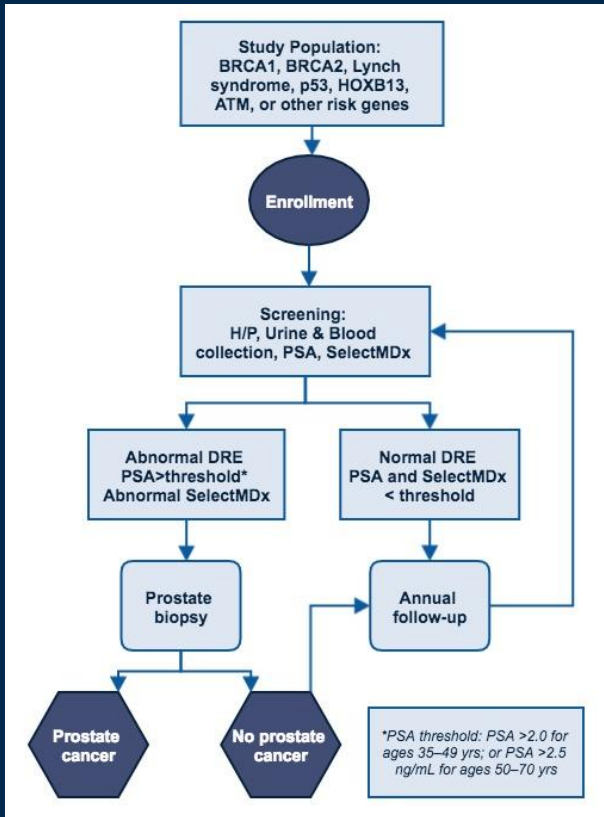 Study Population:
BRCA1, BRCA2, Lynch
syndrome, p53, HOXB13,
ATM, or other risk genes
Enrollment
Screening:
H/P, Urine & Blood
collection, PSA, SelectMDx
Abnormal DRE
PSA>threshold*
Abnormal SelectMDx
Normal DRE
PSA and SelectMDx
< threshold
Prostate
biopsy
Annual
follow-up
Prostate
cancer
No prostate
cancer
*PSA threshold: PSA >2.0 for
ages 35–49 yrs; or PSA >2.5
ng/mL for ages 50–70 yrs